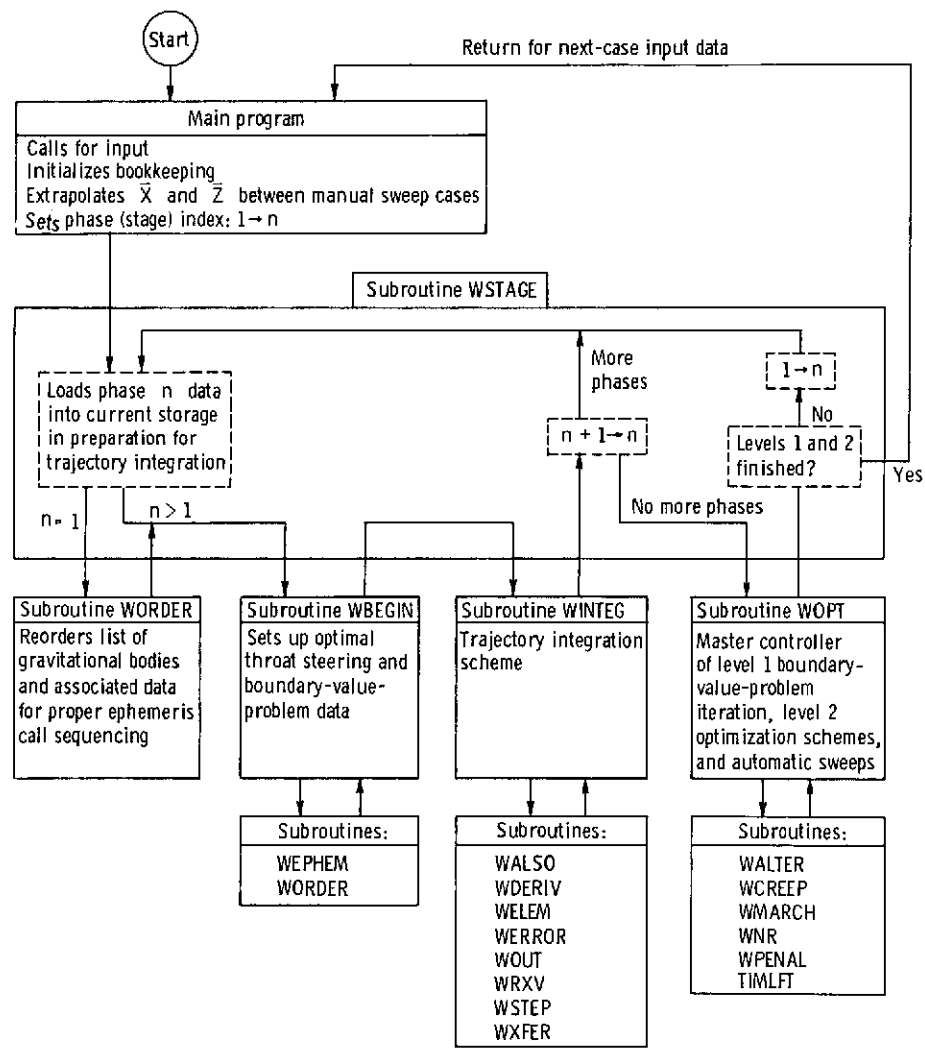 Start
Return for next-case input data
Main program
Calls for input
Initializes bookkeeping
Extrapolates X̄ and Z̄ between manual sweep cases
Sets phase (stage) index: 1→n
Subroutine WSTAGE
Loads phase n data
into current storage
in preparation for
trajectory integration
More
phases
n + 1→n
1→n
No
Levels 1 and 2
finished?
Yes
n = 1
n > 1
No more phases
Subroutine WORDER
Reorders list of
gravitational bodies
and associated data
for proper ephemeris
call sequencing
Subroutine WBEGIN
Sets up optimal
throat steering and
boundary-value-
problem data
Subroutine WINTEG
Trajectory integration
scheme
Subroutine WOPT
Master controller
of level 1 boundary-
value-problem
iteration, level 2
optimization schemes,
and automatic sweeps
Subroutines:
WEPHEM
WORDER
Subroutines:
WALSO
WDERIV
WELEM
WERROR
WOUT
WRXV
WSTEP
WXFER
Subroutines:
WALTER
WCREEP
WMARCH
WNR
WPENAL
TIMLFT